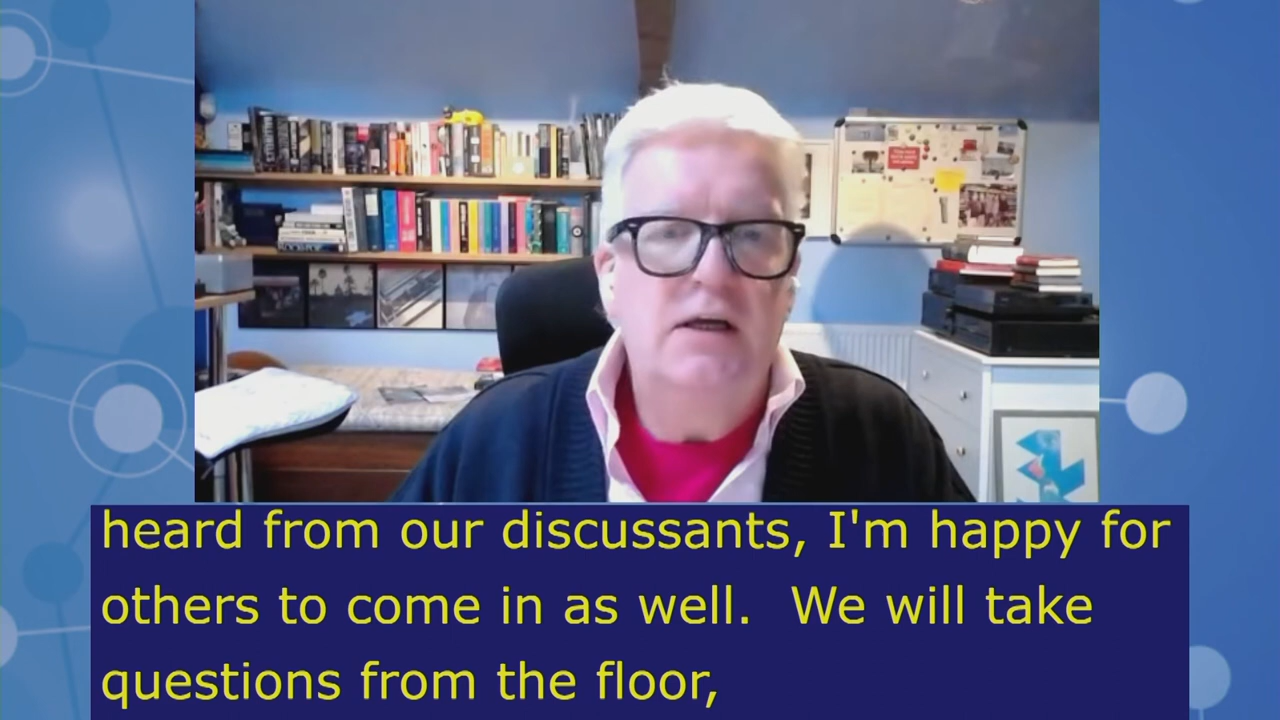 heard from our discussants, I'm happy for
others to come in as well.  We will take
questions from the floor,